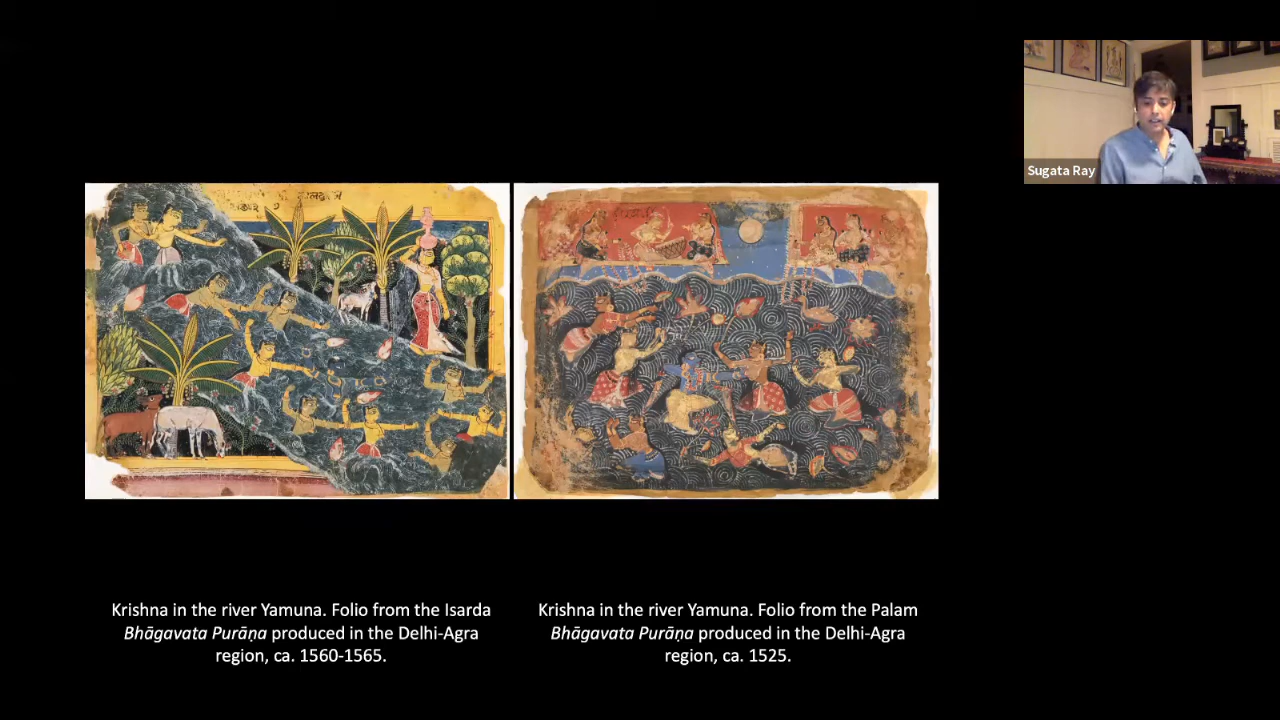 Sugata Ray
Krishna in the river Yamuna. Folio from the Isarda
Bhāgavata Purāṇa produced in the Delhi-Agra
region, ca. 1560-1565.
Krishna in the river Yamuna. Folio from the Palam
Bhāgavata Purāṇa produced in the Delhi-Agra
region, ca. 1525.